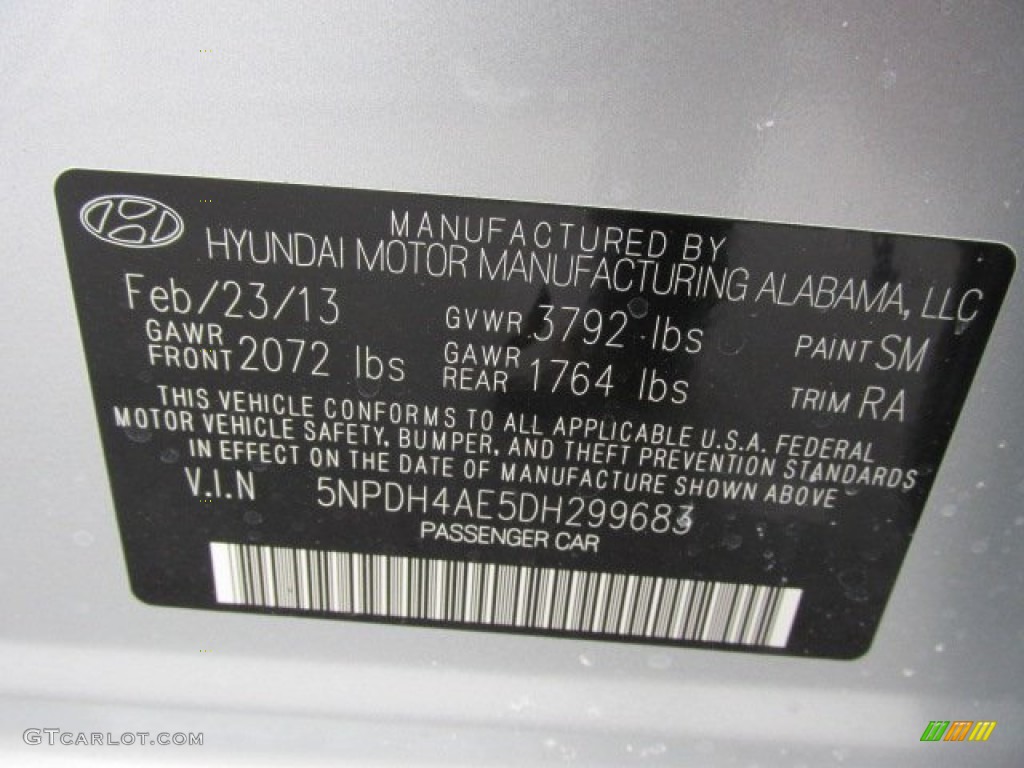 MANUFACTURED BY
HYUNDAI MOTOR MANUFACTURING ALABAMA, LLC
Feb/23/13 GVWR 3792 lbs PAINT SM
GAWR FRONT 2072 lbs GAWR REAR 1764 lbs TRIM RA
THIS VEHICLE CONFORMS TO ALL APPLICABLE U.S.A. FEDERAL
MOTOR VEHICLE SAFETY, BUMPER, AND THEFT PREVENTION STANDARDS
IN EFFECT ON THE DATE OF MANUFACTURE SHOWN ABOVE
V.I.N 5NPDH4AE5DH299683
PASSENGER CAR
GTCARLOT.COM